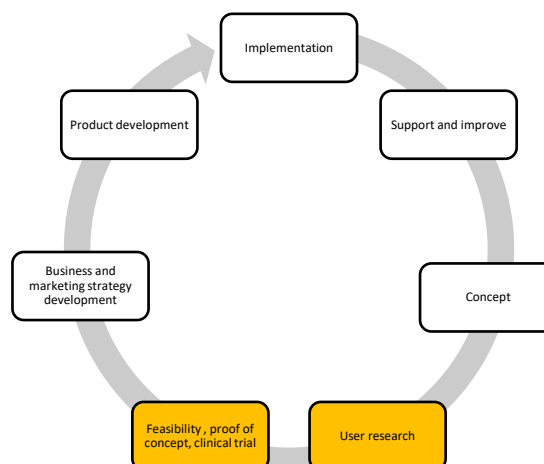 Implementation
Support and improve
Concept
User research
Feasibility , proof of
concept, clinical trial
Business and
marketing strategy
development
Product development